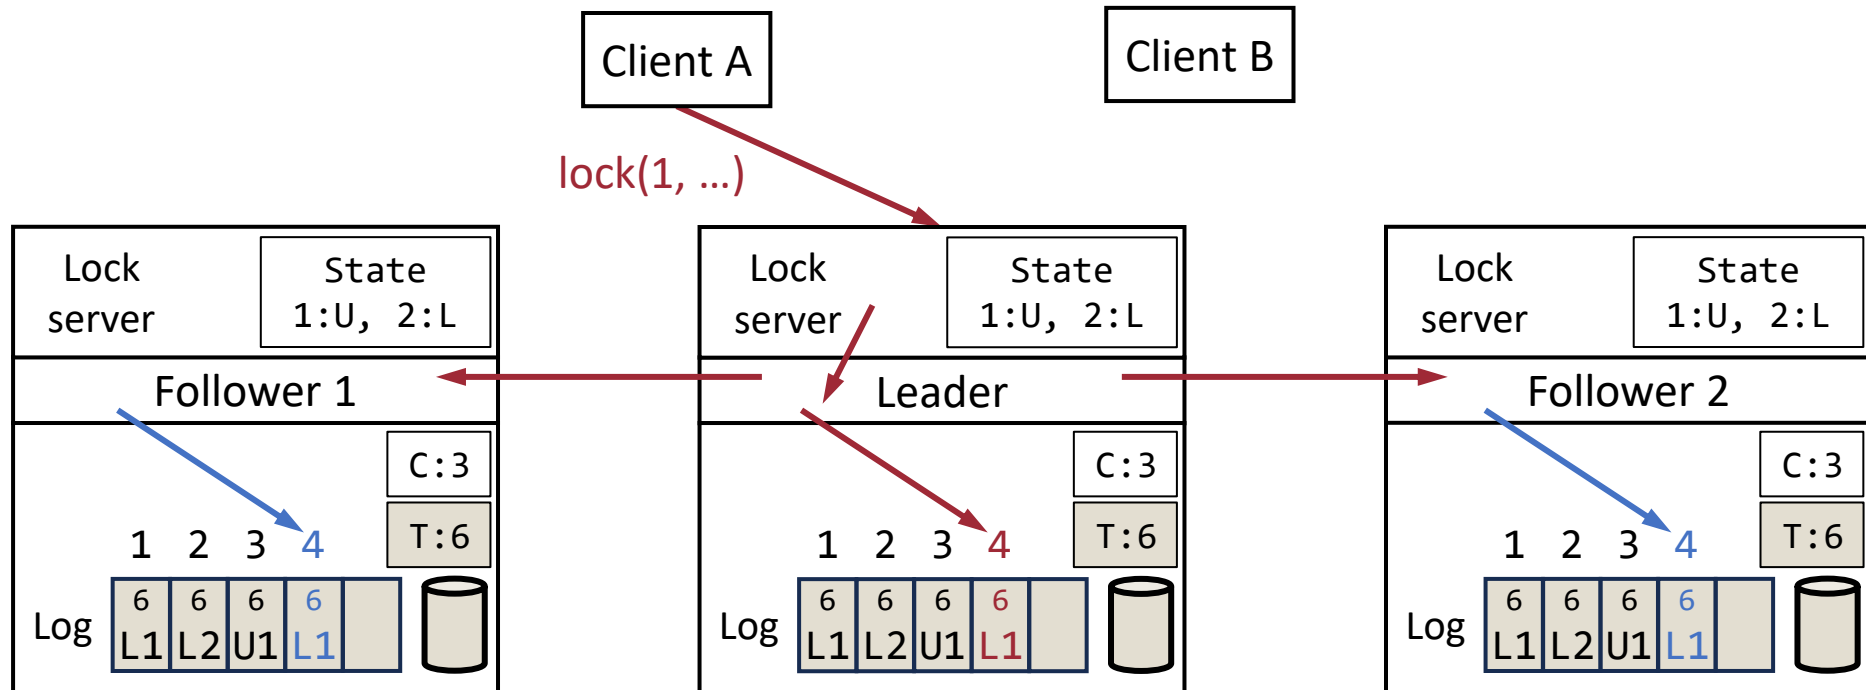 Client A
Client B
lock(1, …)
Lock
server
State
1:U, 2:L
Follower 1
C:3
T:6
1 2 3 4
6 6 6 6
Log
L1 L2 U1 L1
Lock
server
State
1:U, 2:L
Leader
C:3
T:6
1 2 3 4
6 6 6 6
Log
L1 L2 U1 L1
Lock
server
State
1:U, 2:L
Follower 2
C:3
T:6
1 2 3 4
6 6 6 6
Log
L1 L2 U1 L1